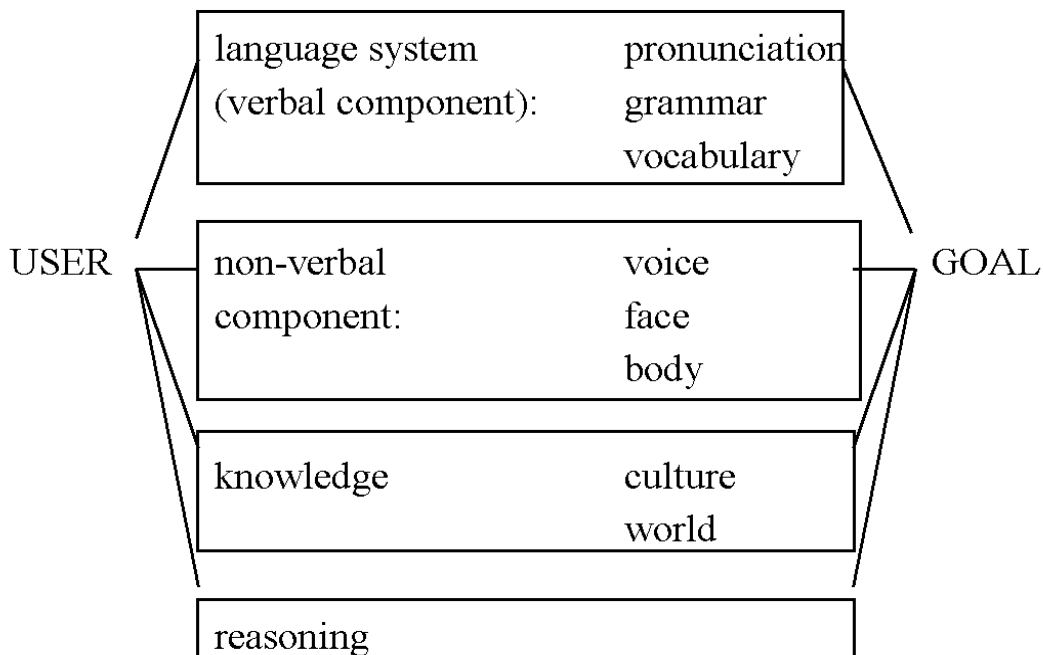 language system pronunciation
(verbal component): grammar
vocabulary
USER non-verbal voice GOAL
component: face
body
knowledge culture
world
reasoning